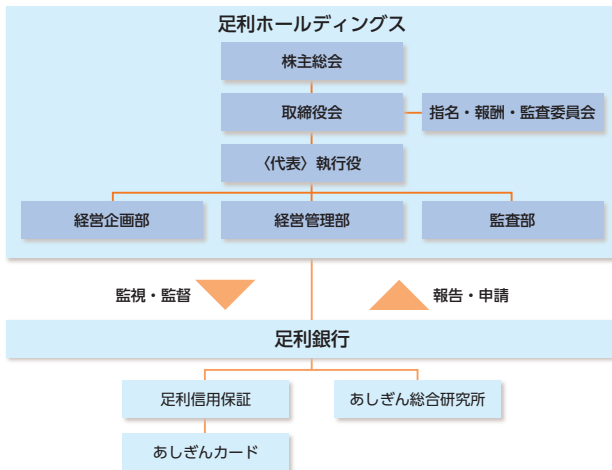 足利ホールディングス
株主総会
取締役会
指名・報酬・監査委員会
〈代表〉執行役
経営企画部
経営管理部
監査部
監視・監督
報告・申請
足利銀行
足利信用保証
あしぎん総合研究所
あしぎんカード